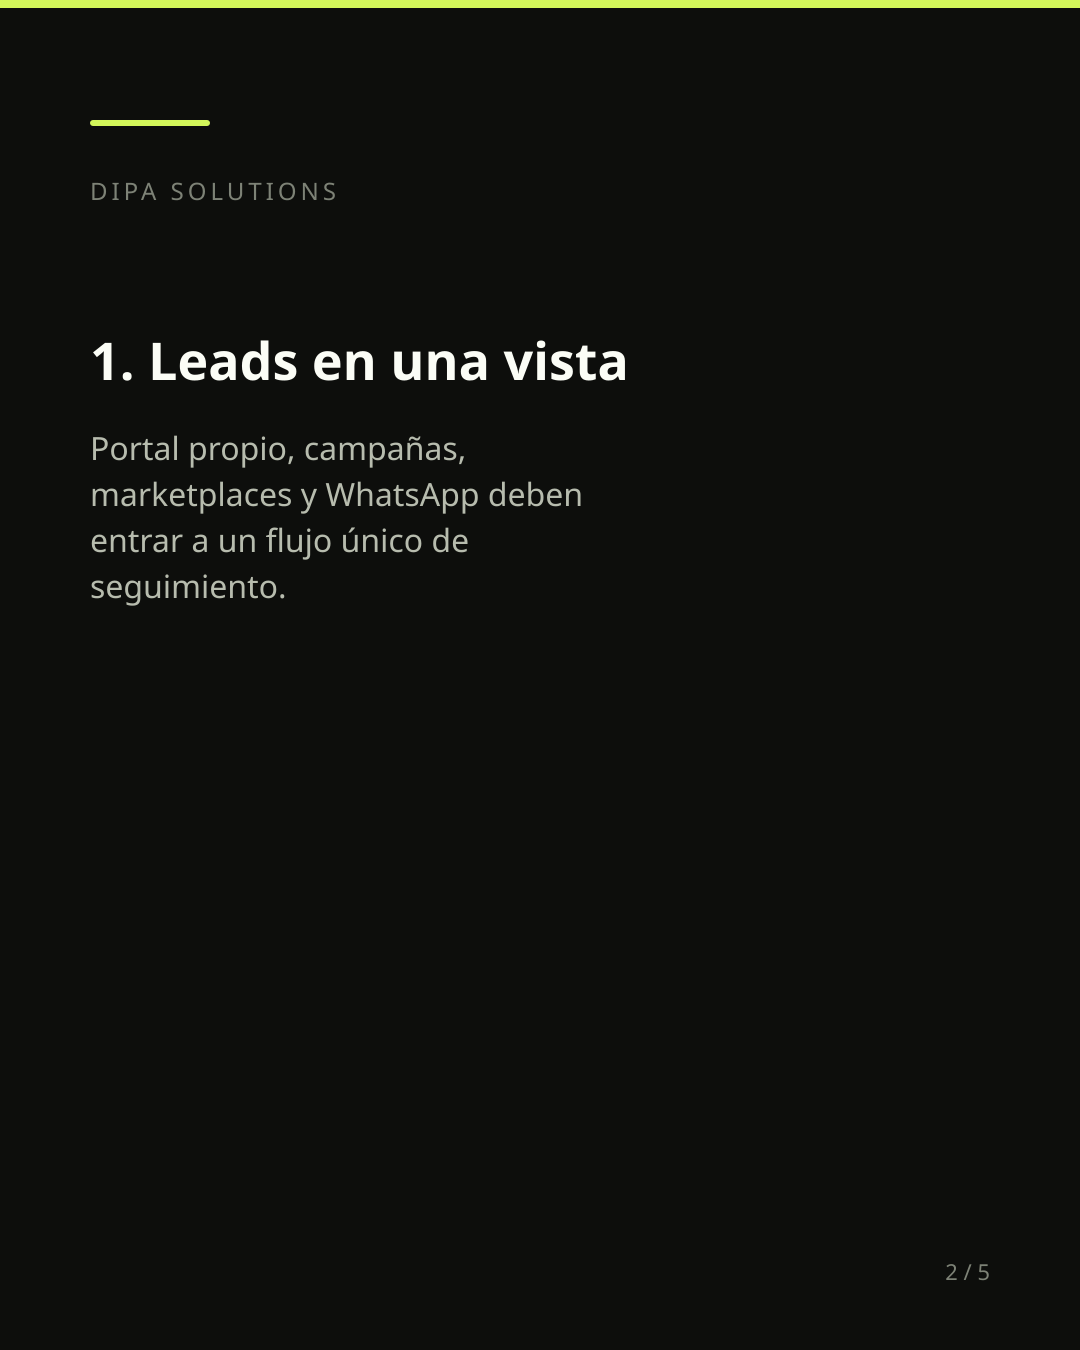 DIPA SOLUTIONS
1. Leads en una vista
Portal propio, campañas,
marketplaces y WhatsApp deben
entrar a un flujo único de
seguimiento.
2 / 5